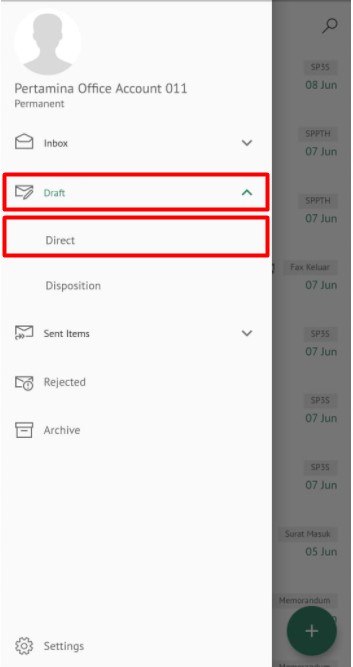 SP3S
Pertamina Office Account 011
08 Jun
Permanent
Inbox
SPPTH
07 Jun
Draft
SPPTH
07 Jun
Direct
Fax Keluar
Disposition
07 Jun
Sent Items
SP3S
07 Jun
Rejected
SP3S
07 Jun
Archive
SP3S
07 Jun
Surat Masuk
05 Jun
Memorandum
+
Settings
Memorandum